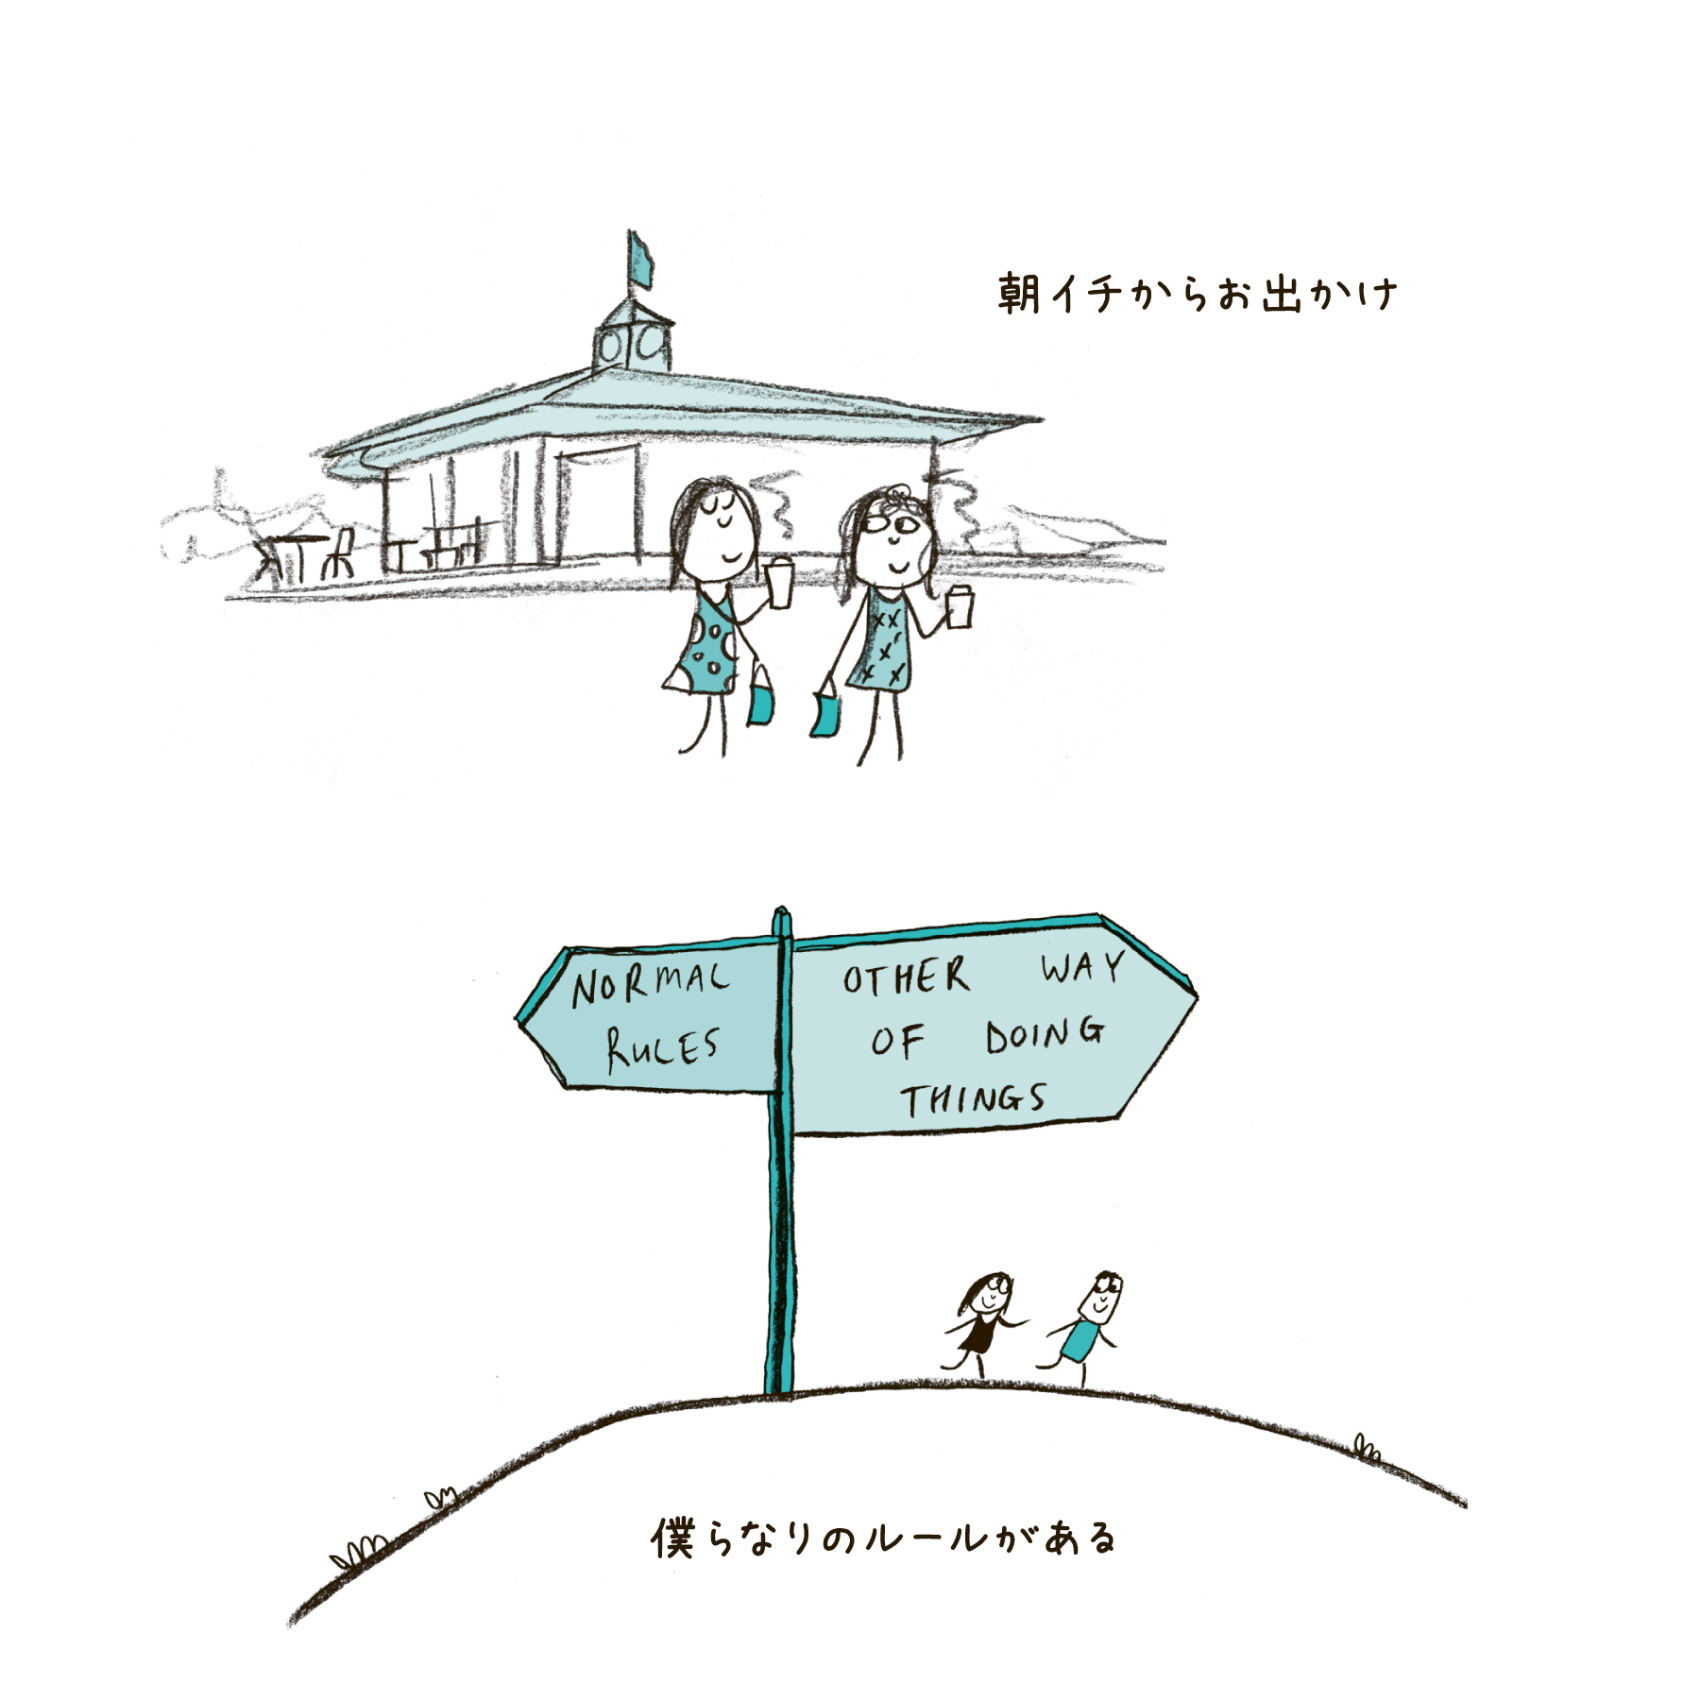 朝イチからお出かけ
NORMAL
RULES
OTHER WAY
OF DOING
THINGS
僕らなりのルールがある